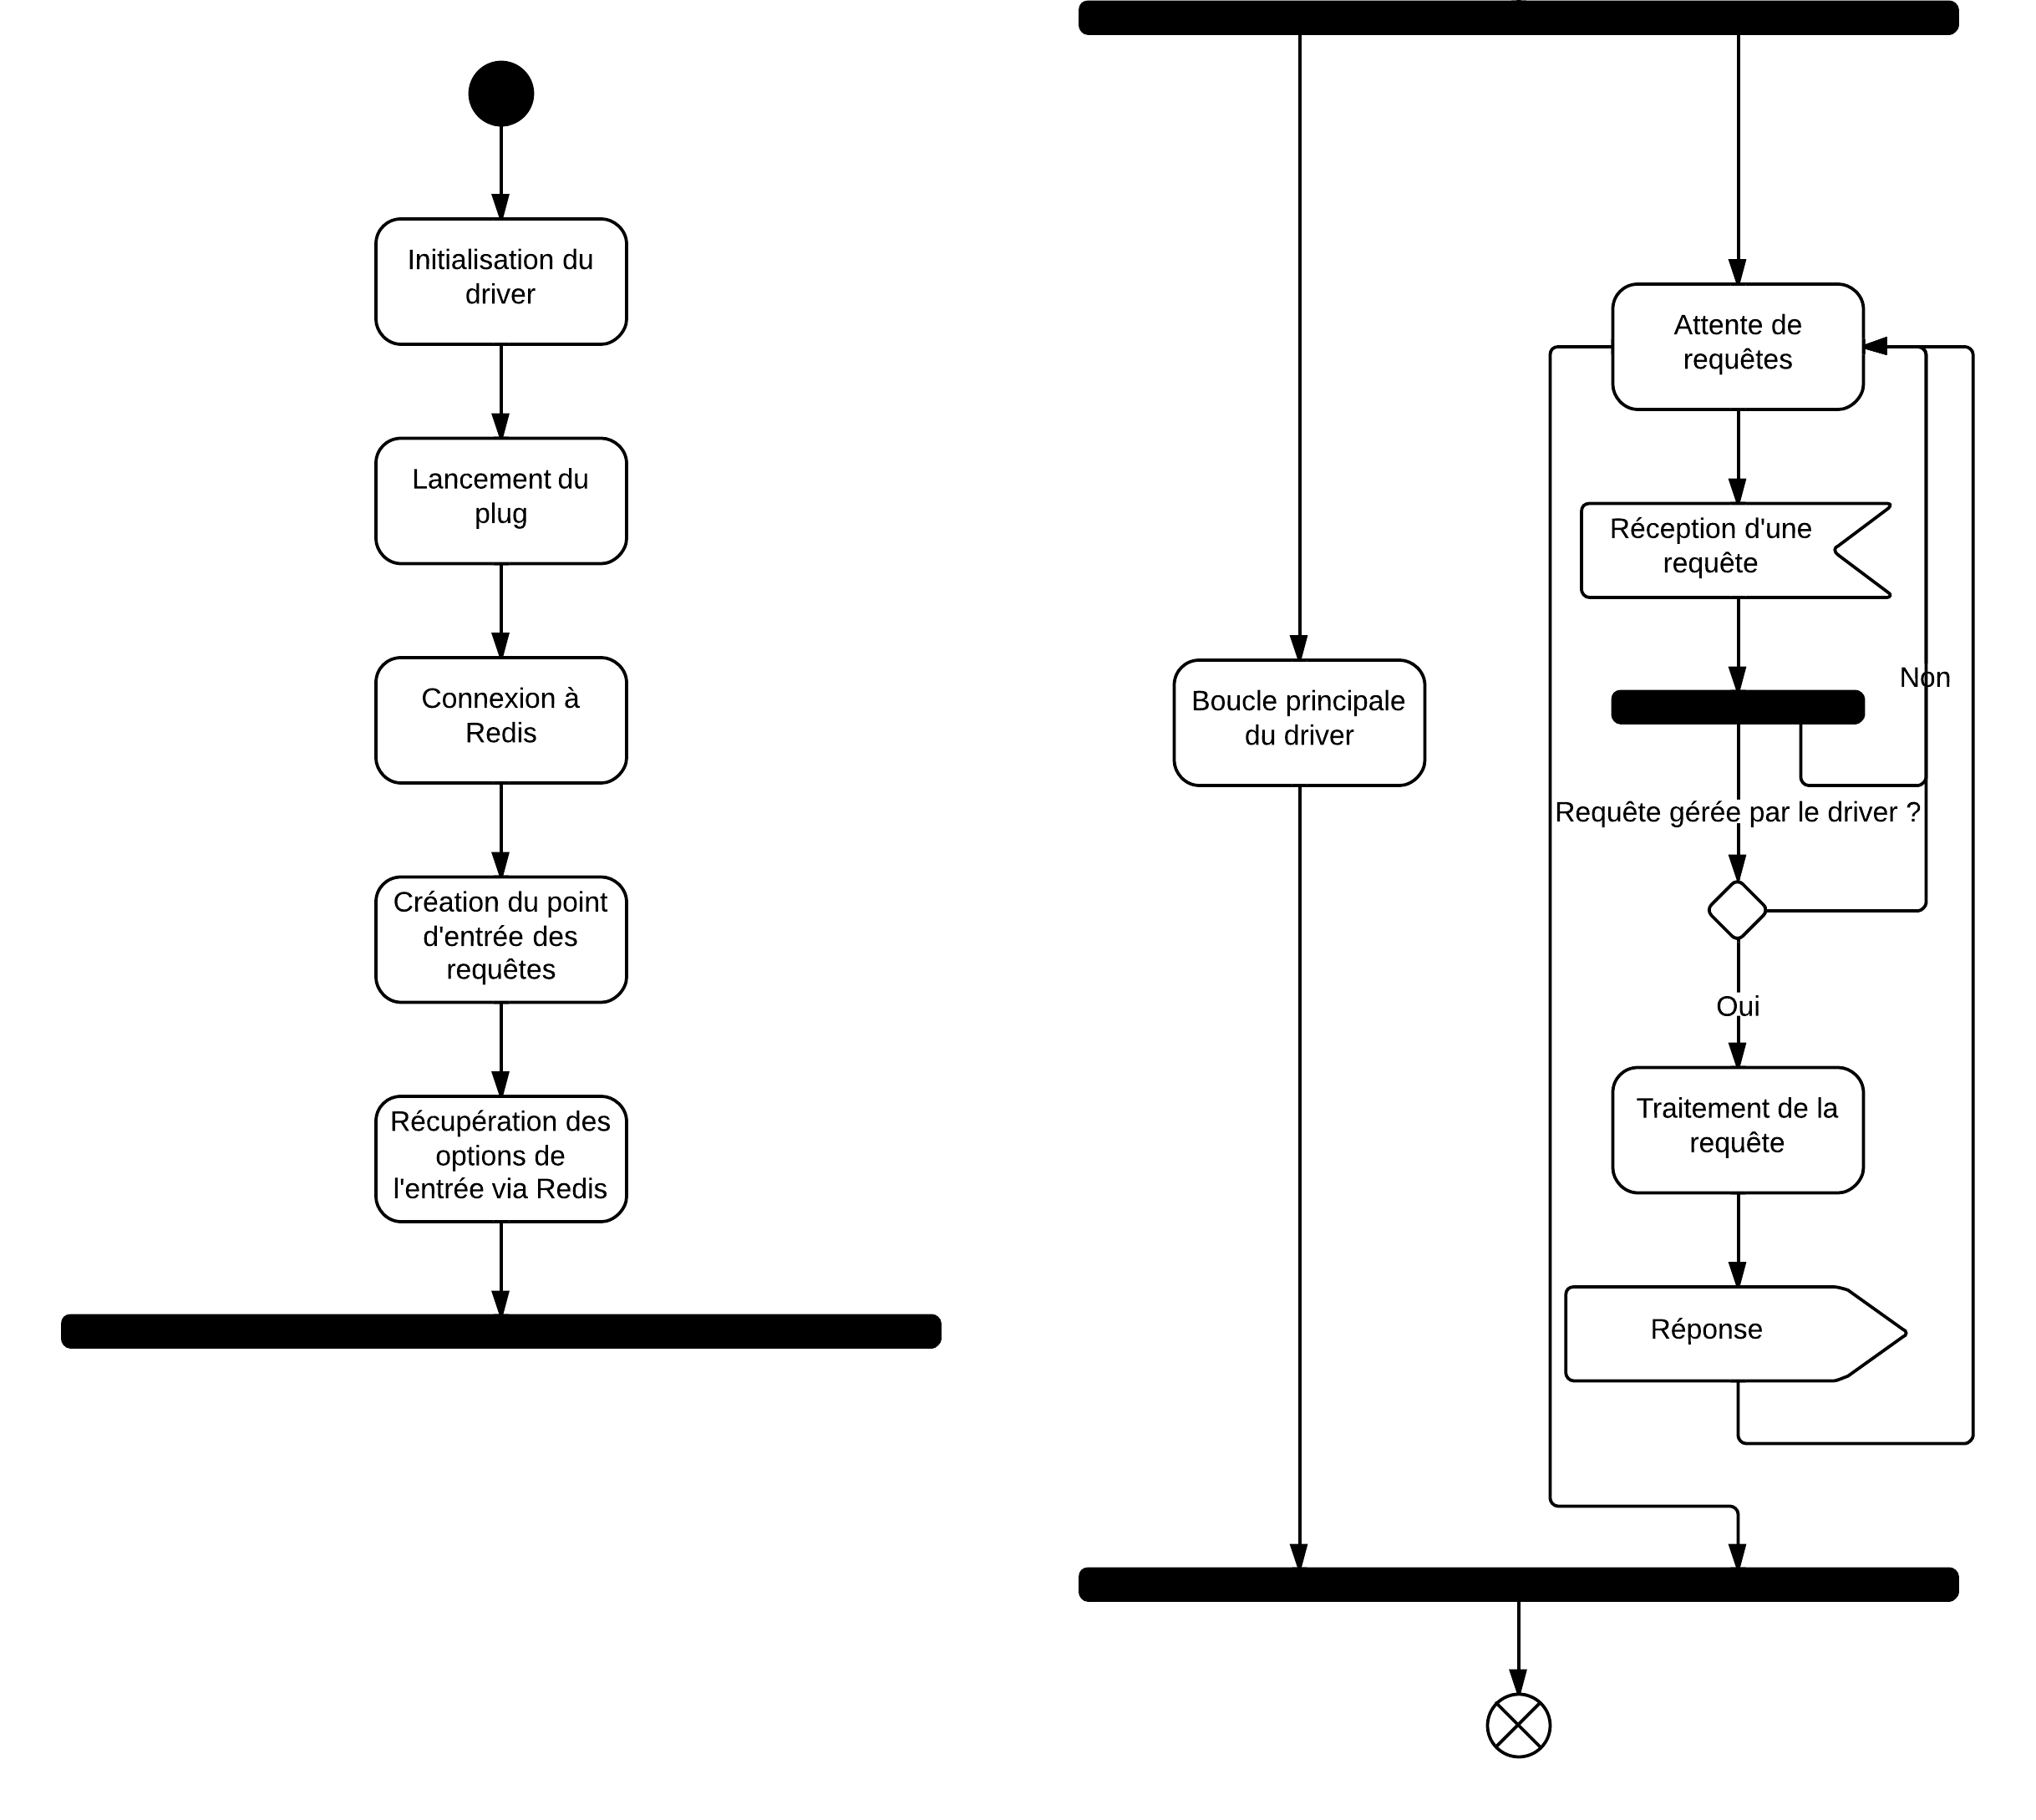 Initialisation du
driver
Lancement du
plug
Connexion à
Redis
Création du point
d'entrée des
requêtes
Récupération des
options de
l'entrée via Redis
Boucle principale
du driver
Attente de
requêtes
Réception d'une
requête
Non
Requête gérée par le driver ?
Oui
Traitement de la
requête
Réponse